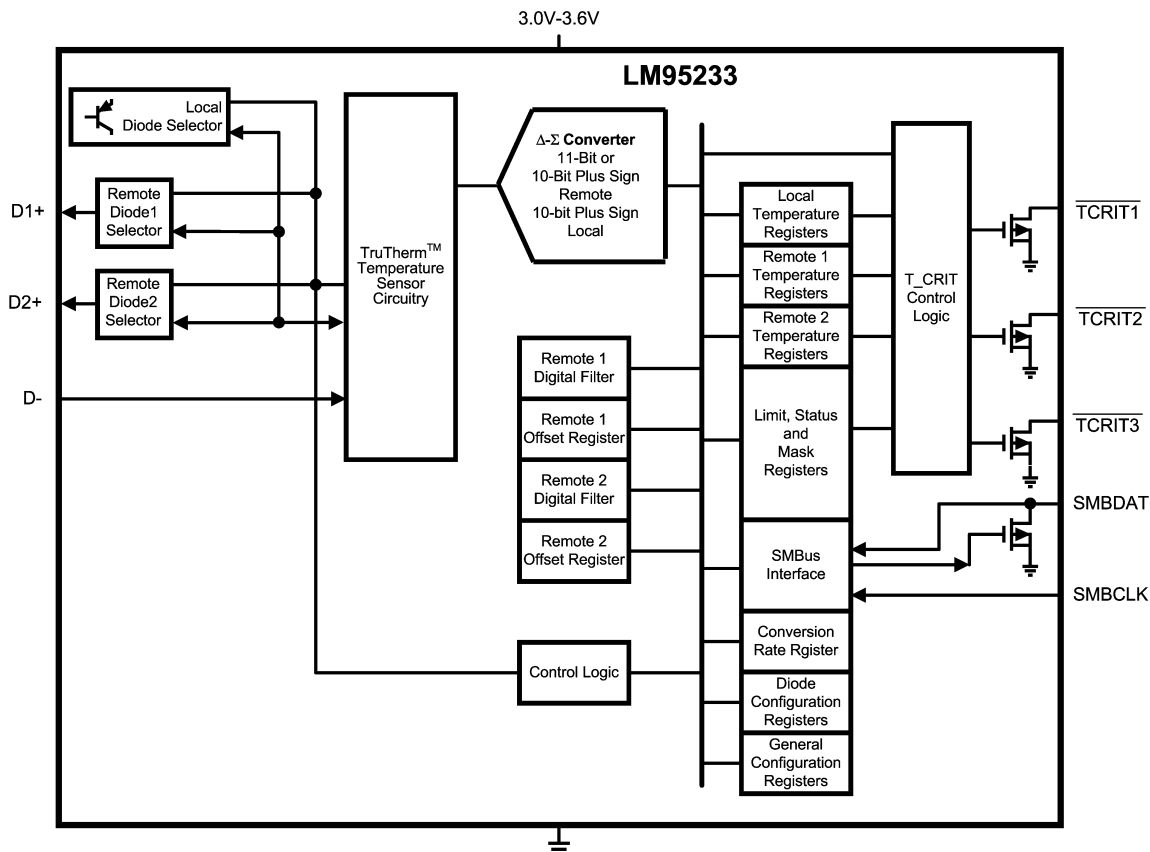 3.0V-3.6V
LM95233
Local
Diode Selector
Remote
Diode1
Selector
Remote
Diode2
Selector
D1+
D2+
D-
TruTherm™
Temperature
Sensor
Circuitry
Δ-Σ Converter
11-Bit or
10-Bit Plus Sign
Remote
10-bit Plus Sign
Local
Remote 1
Digital Filter
Remote 1
Offset Register
Remote 2
Digital Filter
Remote 2
Offset Register
Control Logic
Local
Temperature
Registers
Remote 1
Temperature
Registers
Remote 2
Temperature
Registers
Limit, Status
and
Mask
Registers
SMBus
Interface
Conversion
Rate Rgister
Diode
Configuration
Registers
General
Configuration
Registers
T_CRIT
Control
Logic
TCRIT1
TCRIT2
TCRIT3
SMBDAT
SMBCLK